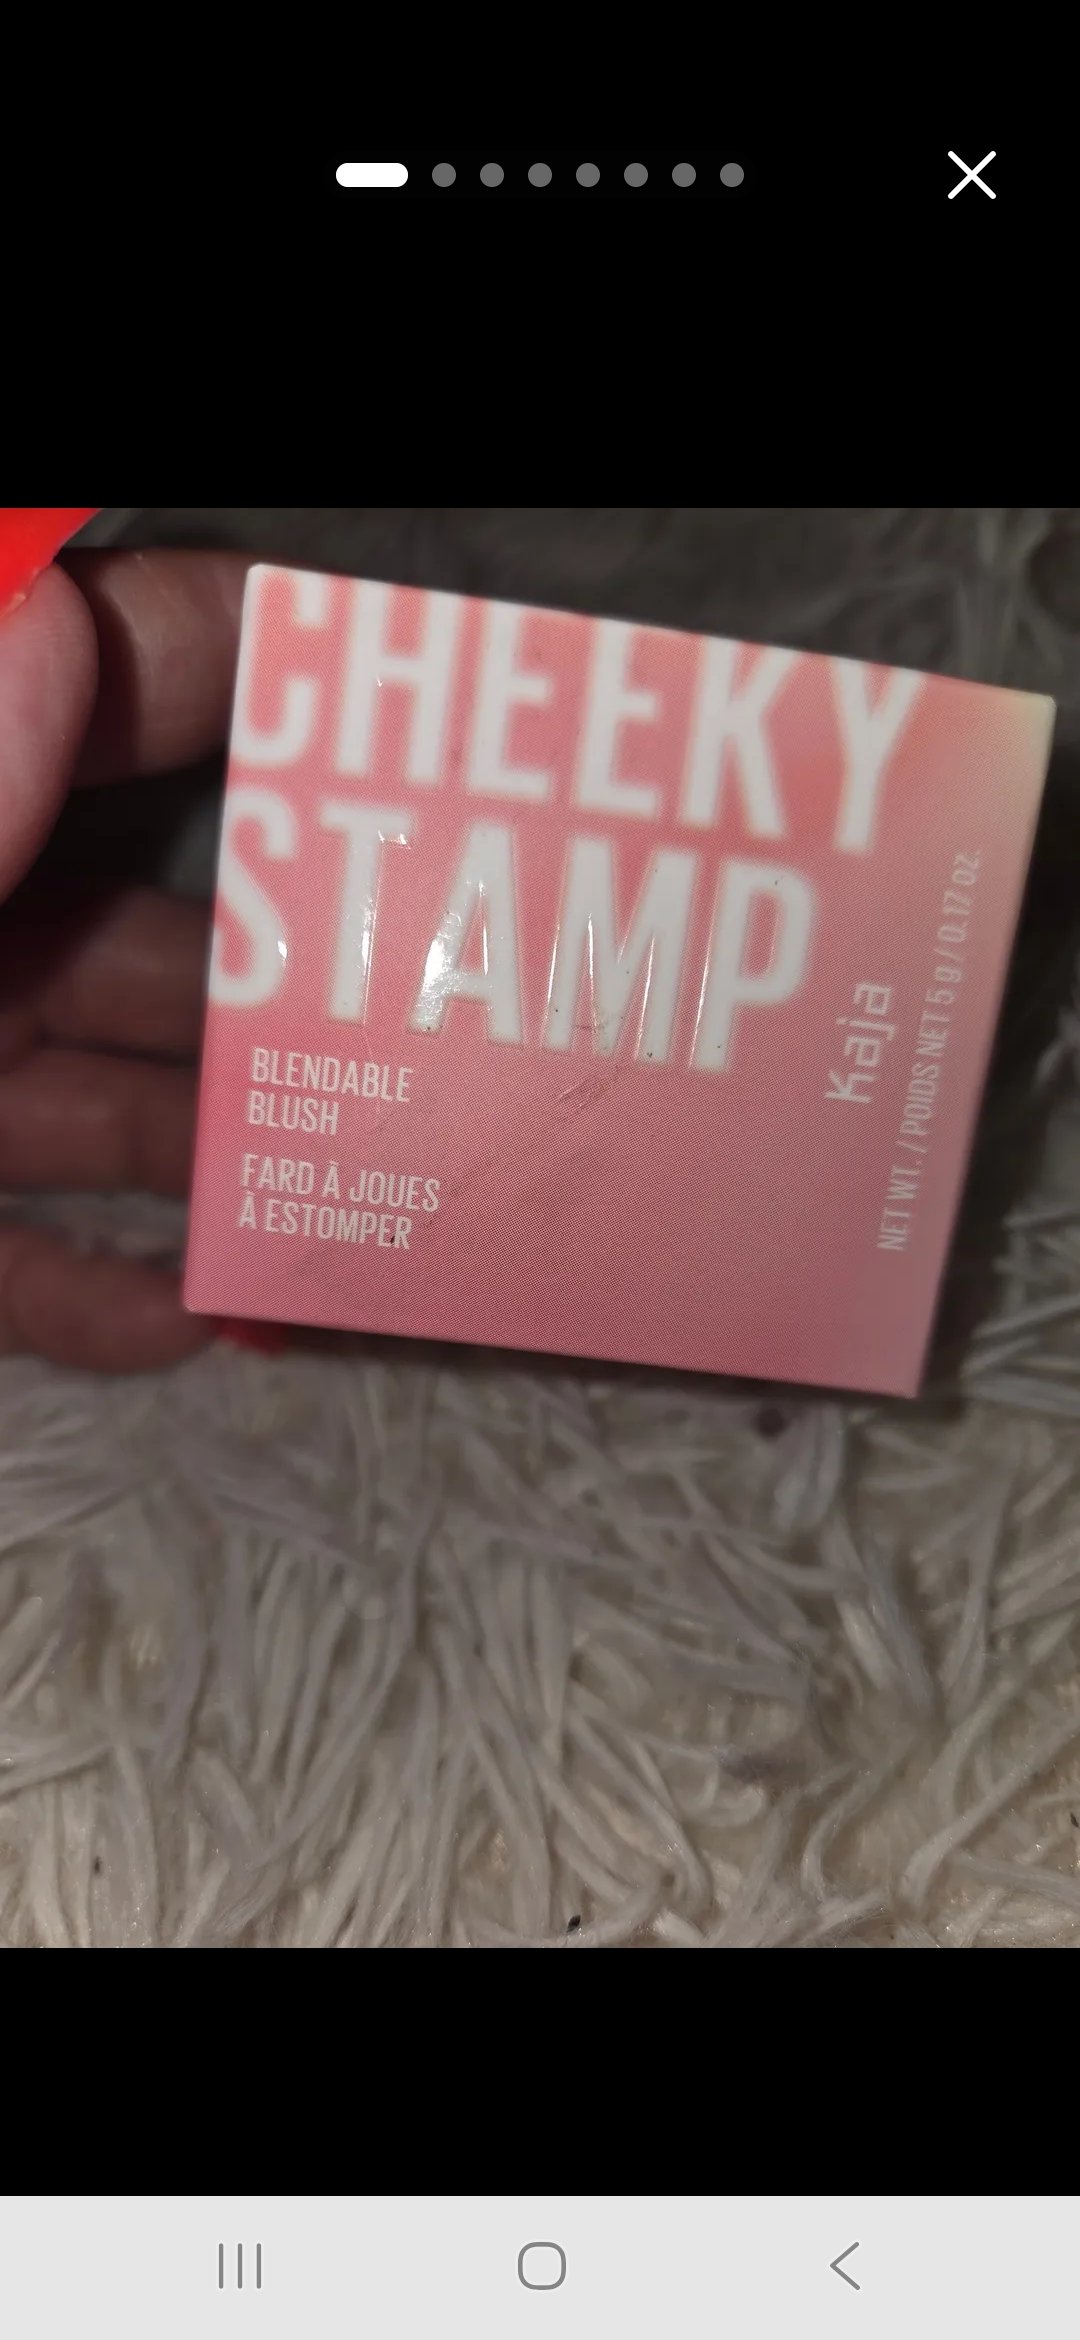 CHEEKY
STAMP
BLENDABLE
BLUSH
FARD À JOUES
À ESTOMPER
Kaja
NET WT. / POIDS NET 5 g / 0.17 oz.